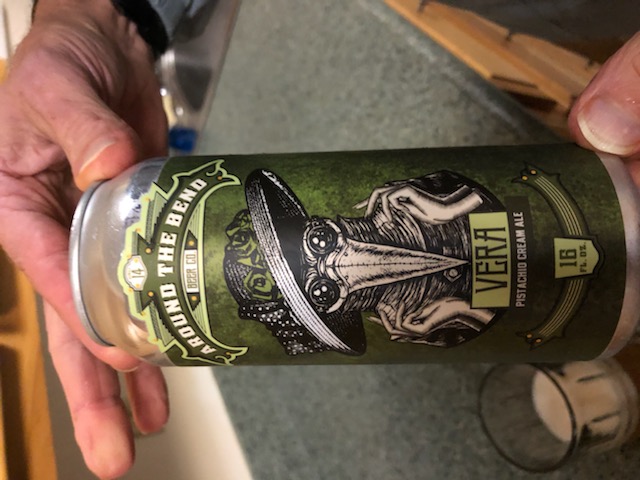 14
AROUND THE BEND
BEER CO
VERA
PISTACHIO CREAM ALE
16
FL. OZ.